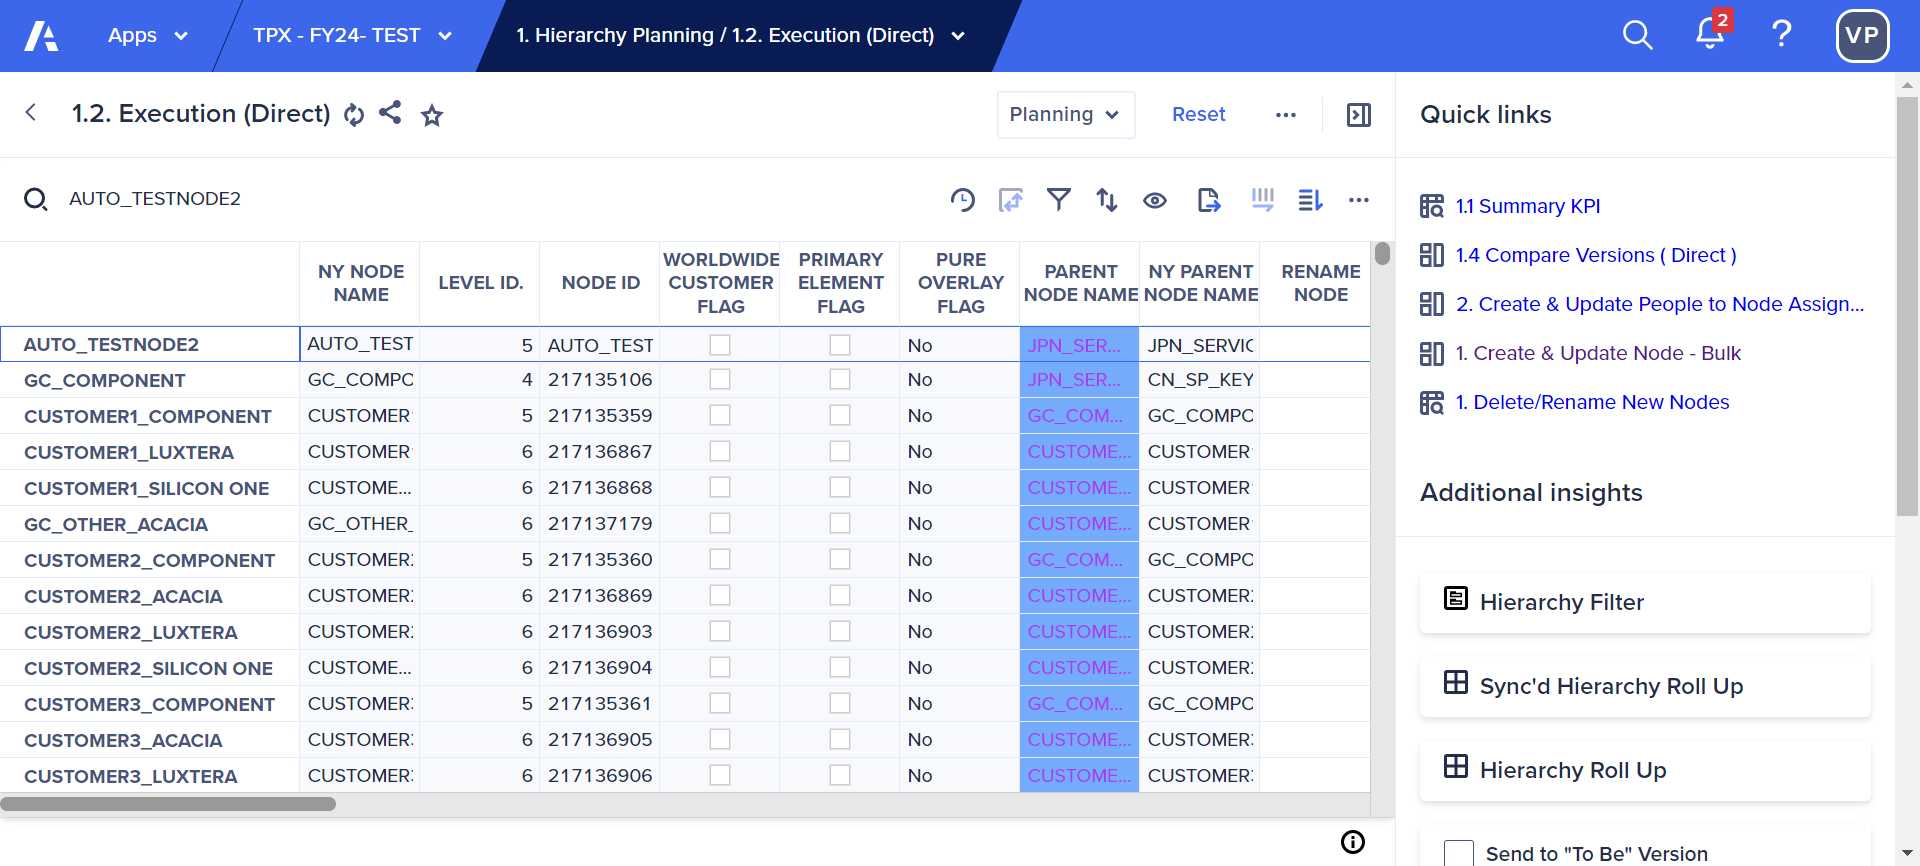 Apps
TPX - FY24- TEST
1. Hierarchy Planning / 1.2. Execution (Direct)
2
?
VP
1.2. Execution (Direct)
Planning
Reset
Quick links
AUTO_TESTNODE2
NY NODE NAME
LEVEL ID.
NODE ID
WORLDWIDE CUSTOMER FLAG
PRIMARY ELEMENT FLAG
PURE OVERLAY FLAG
PARENT NODE NAME
NY PARENT NODE NAME
RENAME NODE
AUTO_TESTNODE2 AUTO_TEST 5 AUTO_TEST No JPN_SER... JPN_SERVIC
GC_COMPONENT GC_COMPO 4 217135106 No JPN_SER... CN_SP_KEY
CUSTOMER1_COMPONENT CUSTOMER 5 217135359 No GC_COM... GC_COMPO
CUSTOMER1_LUXTERA CUSTOMER 6 217136867 No CUSTOME... CUSTOMER
CUSTOMER1_SILICON ONE CUSTOME... 6 217136868 No CUSTOME... CUSTOMER
GC_OTHER_ACACIA GC_OTHER_ 6 217137179 No CUSTOME... CUSTOMER
CUSTOMER2_COMPONENT CUSTOMER 5 217135360 No GC_COM... GC_COMPO
CUSTOMER2_ACACIA CUSTOMER 6 217136869 No CUSTOME... CUSTOMER
CUSTOMER2_LUXTERA CUSTOMER 6 217136903 No CUSTOME... CUSTOMER
CUSTOMER2_SILICON ONE CUSTOME... 6 217136904 No CUSTOME... CUSTOMER
CUSTOMER3_COMPONENT CUSTOMER 5 217135361 No GC_COM... GC_COMPO
CUSTOMER3_ACACIA CUSTOMER 6 217136905 No CUSTOME... CUSTOMER
CUSTOMER3_LUXTERA CUSTOMER 6 217136906 No CUSTOME... CUSTOMER
1.1 Summary KPI
1.4 Compare Versions ( Direct )
2. Create & Update People to Node Assign...
1. Create & Update Node - Bulk
1. Delete/Rename New Nodes
Additional insights
Hierarchy Filter
Sync'd Hierarchy Roll Up
Hierarchy Roll Up
Send to "To Be" Version